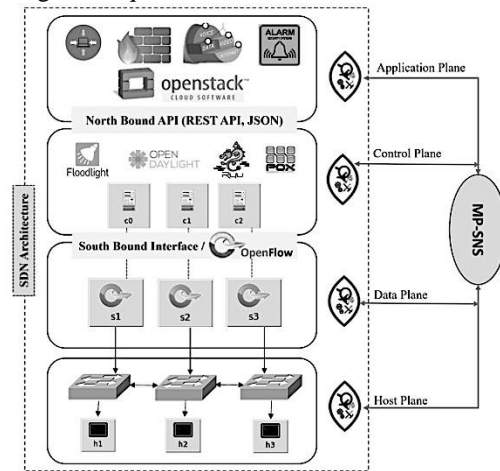 ALARM
openstack™
CLOUD SOFTWARE
Application Plane
North Bound API (REST API, JSON)
Floodlight
OPEN
DAYLIGHT
RYU
POX
Control Plane
c0
c1
c2
SDN Architecture
MP-SNS
South Bound Interface /
OpenFlow
s1
s2
s3
Data Plane
Host Plane
h1
h2
h3